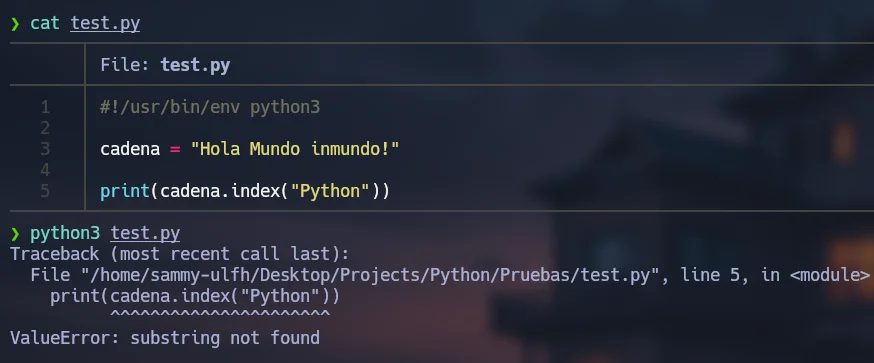 ❯ cat test.py
File: test.py
1 #!/usr/bin/env python3
2
3 cadena = "Hola Mundo inmundo!"
4
5 print(cadena.index("Python"))
❯ python3 test.py
Traceback (most recent call last):
  File "/home/sammy-ulfh/Desktop/Projects/Python/Pruebas/test.py", line 5, in <module>
    print(cadena.index("Python"))
          ^^^^^^^^^^^^^^^^^^^^^^
ValueError: substring not found